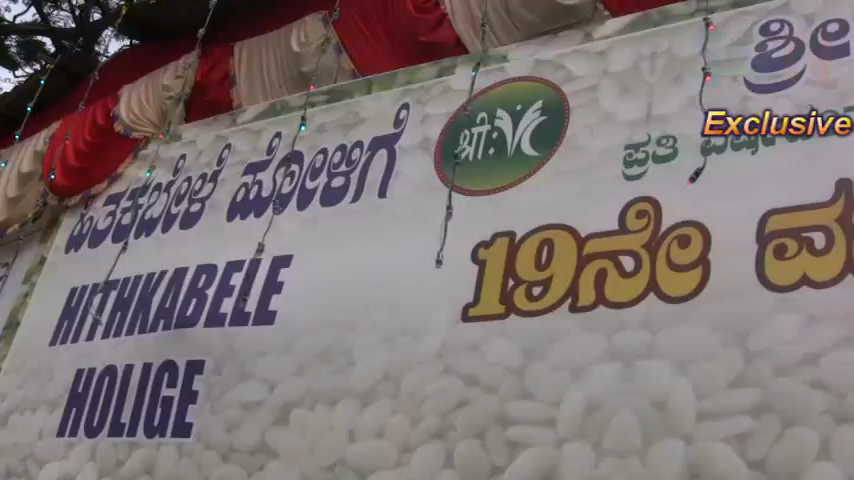 ಹಿತಕಬೇಳೆ ಹೋಳಿಗೆ
HITHKABELE
HOLIGE
श्री:
ಶ್ರೀ
Exclusive
ಪ್ರತಿ
19ನೇ